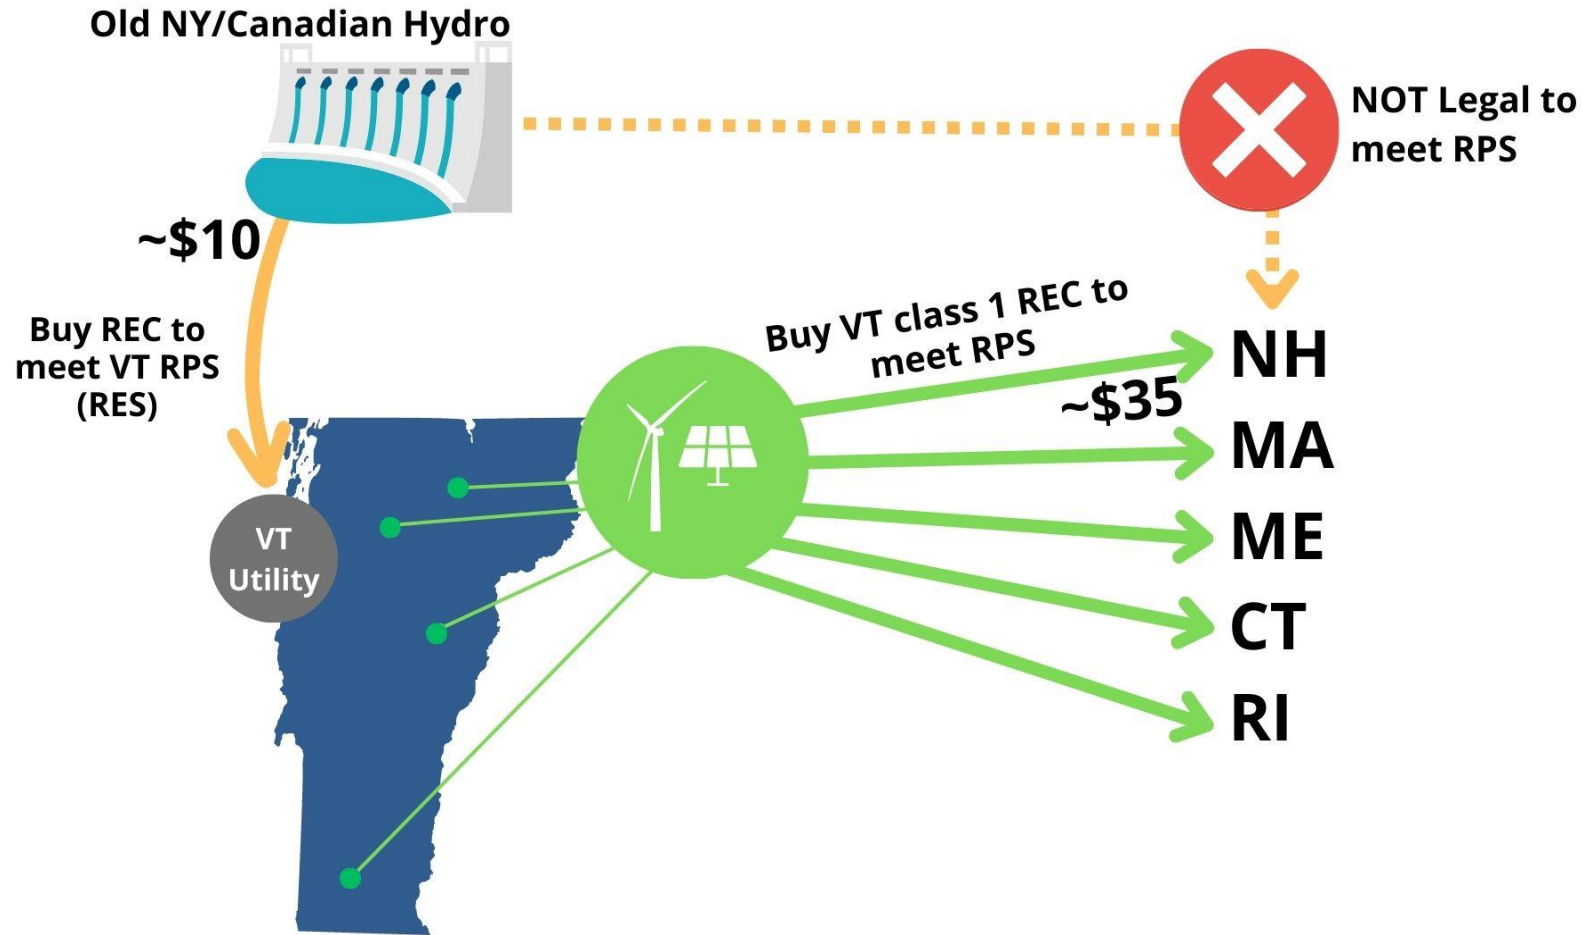 Old NY/Canadian Hydro
NOT Legal to
meet RPS
~$10
Buy REC to
meet VT RPS
(RES)
Buy VT class 1 REC to
meet RPS
~$35
NH
MA
ME
CT
RI
VT
Utility